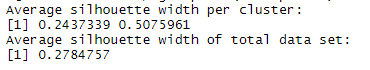 Average silhouette width per cluster:
[1] 0.2437339 0.5075961
Average silhouette width of total data set:
[1] 0.2784757